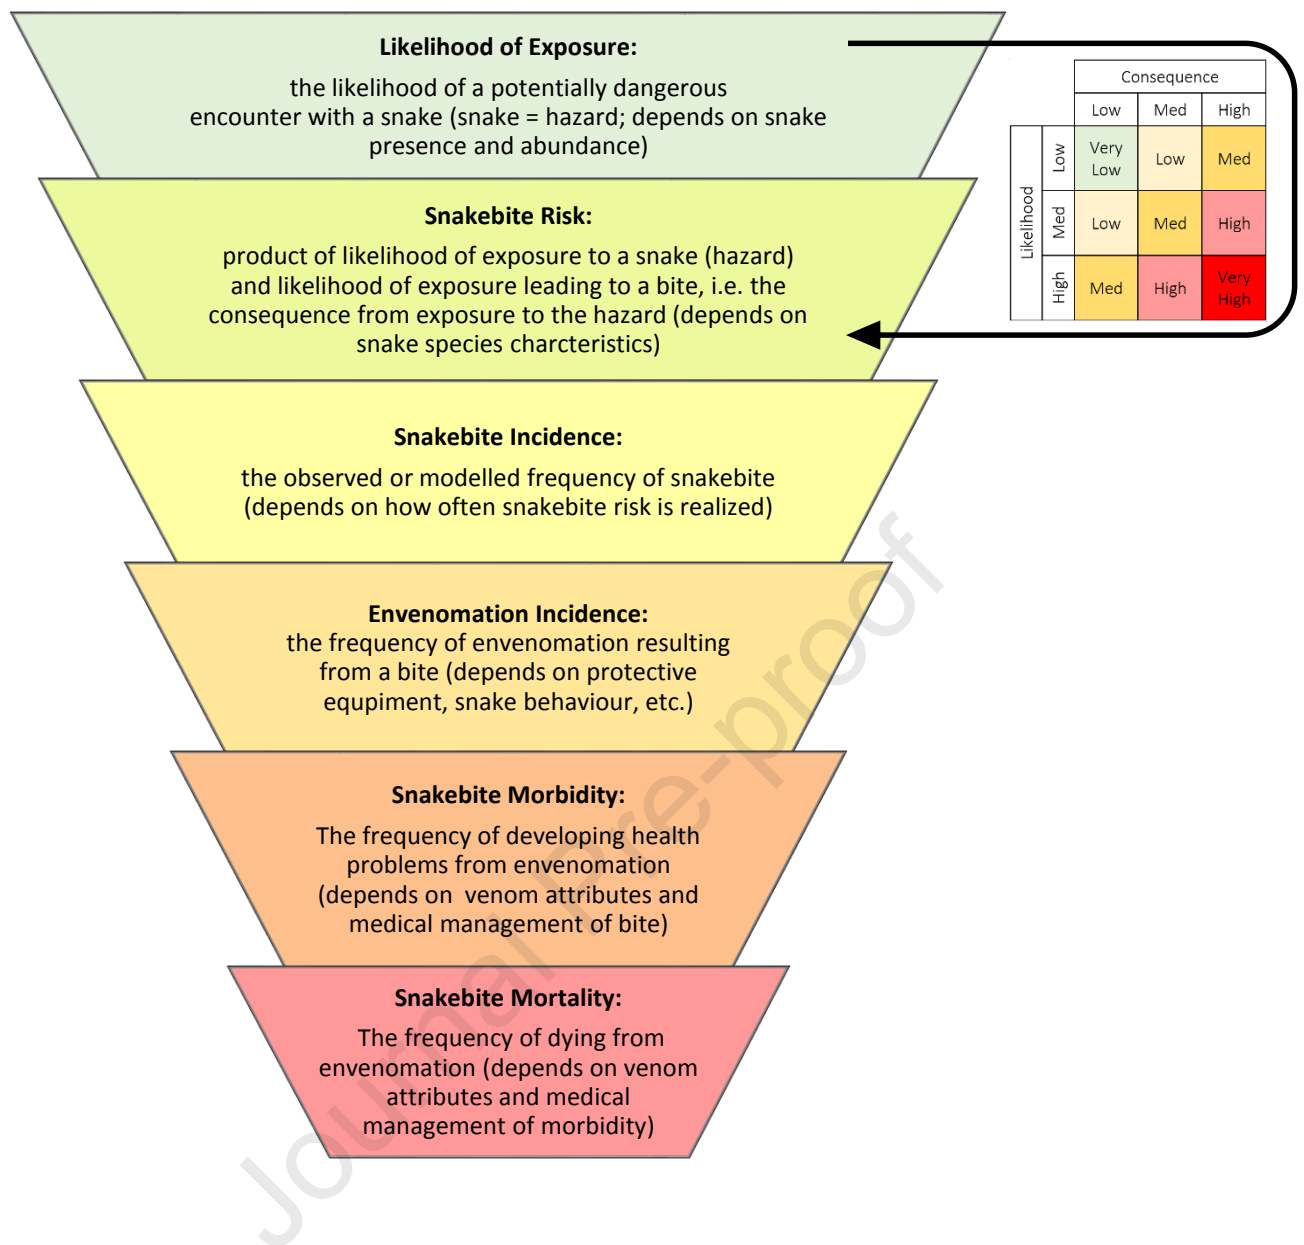 Likelihood of Exposure:
the likelihood of a potentially dangerous
encounter with a snake (snake = hazard; depends on snake
presence and abundance)
Consequence
Low Med High
Likelihood
Low Very Low Low Med
Med Low Med High
High Med High Very High
Snakebite Risk:
product of likelihood of exposure to a snake (hazard)
and likelihood of exposure leading to a bite, i.e. the
consequence from exposure to the hazard (depends on
snake species charcteristics)
Snakebite Incidence:
the observed or modelled frequency of snakebite
(depends on how often snakebite risk is realized)
Envenomation Incidence:
the frequency of envenomation resulting
from a bite (depends on protective
equpiment, snake behaviour, etc.)
Snakebite Morbidity:
The frequency of developing health
problems from envenomation
(depends on  venom attributes and
medical management of bite)
Snakebite Mortality:
The frequency of dying from
envenomation (depends on venom
attributes and medical
management of morbidity)
Journal Pre-proof